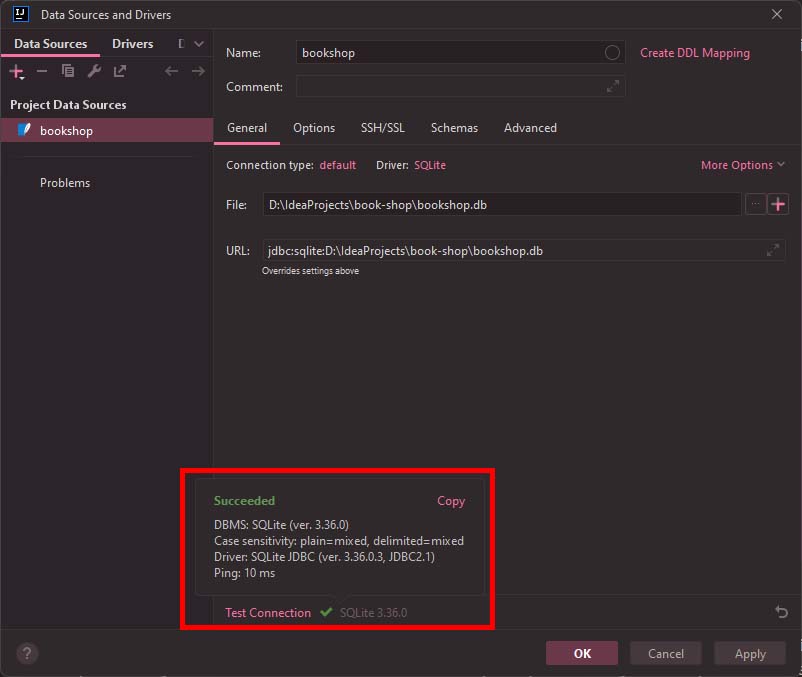 IJ
Data Sources and Drivers
Data Sources Drivers D
Project Data Sources
bookshop
Problems
Name: bookshop Create DDL Mapping
Comment:
General Options SSH/SSL Schemas Advanced
Connection type: default Driver: SQLite More Options
File: D:\IdeaProjects\book-shop\bookshop.db ...
URL: jdbc:sqlite:D:\IdeaProjects\book-shop\bookshop.db
Overrides settings above
Succeeded Copy
DBMS: SQLite (ver. 3.36.0)
Case sensitivity: plain=mixed, delimited=mixed
Driver: SQLite JDBC (ver. 3.36.0.3, JDBC2.1)
Ping: 10 ms
Test Connection SQLite 3.36.0
? OK Cancel Apply